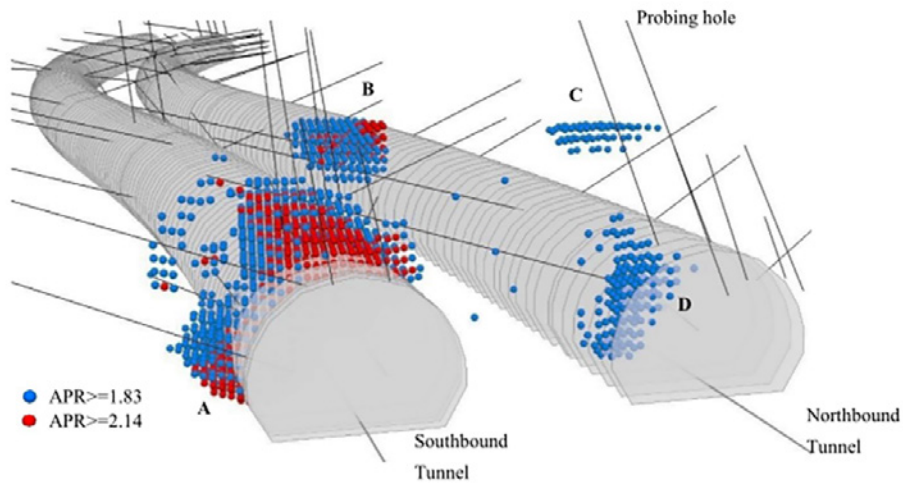 Probing hole
B
C
D
APR>=1.83
APR>=2.14
A
Southbound
Tunnel
Northbound
Tunnel